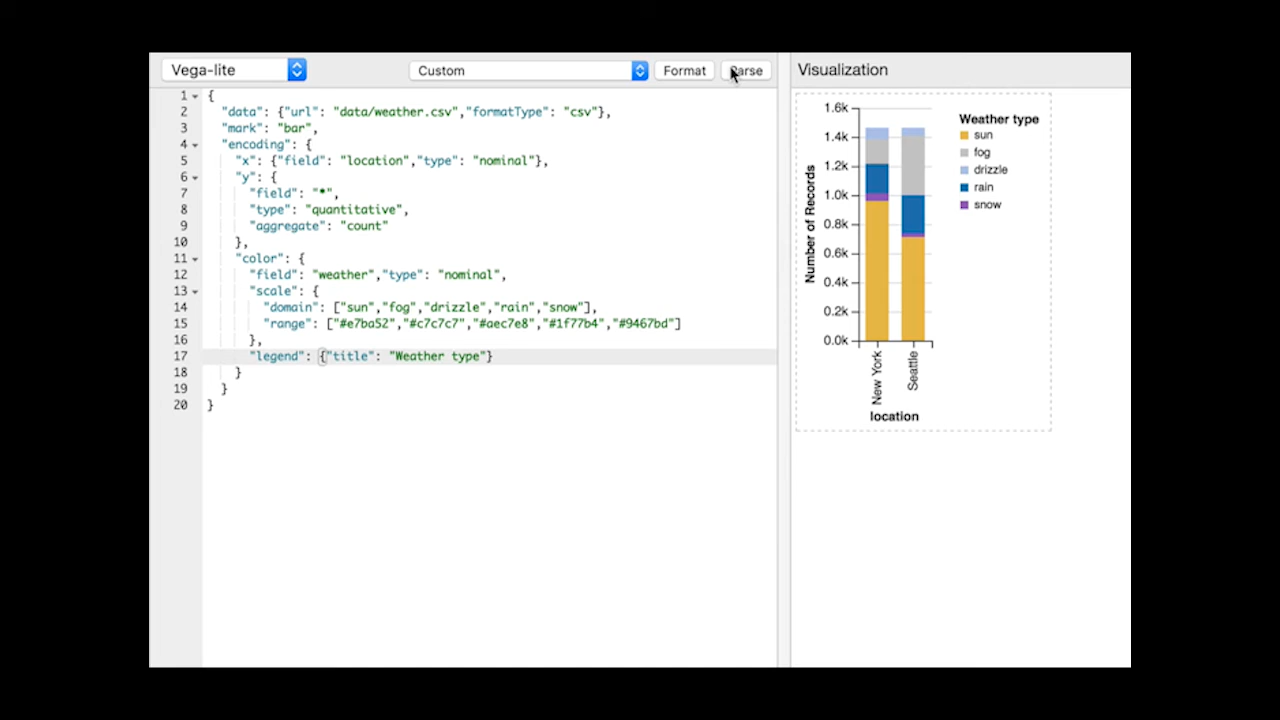 Vega-lite
Custom
Format
Parse
Visualization
1 {
2 "data": {"url": "data/weather.csv","formatType": "csv"},
3 "mark": "bar",
4 "encoding": {
5 "x": {"field": "location","type": "nominal"},
6 "y": {
7 "field": "*",
8 "type": "quantitative",
9 "aggregate": "count"
10 },
11 "color": {
12 "field": "weather","type": "nominal",
13 "scale": {
14 "domain": ["sun","fog","drizzle","rain","snow"],
15 "range": ["#e7ba52","#c7c7c7","#aec7e8","#1f77b4","#9467bd"]
16 },
17 "legend": {"title": "Weather type"}
18 }
19 }
20 }
1.6k
1.4k
1.2k
1.0k
0.8k
0.6k
0.4k
0.2k
0.0k
Number of Records
New York
Seattle
location
Weather type
sun
fog
drizzle
rain
snow